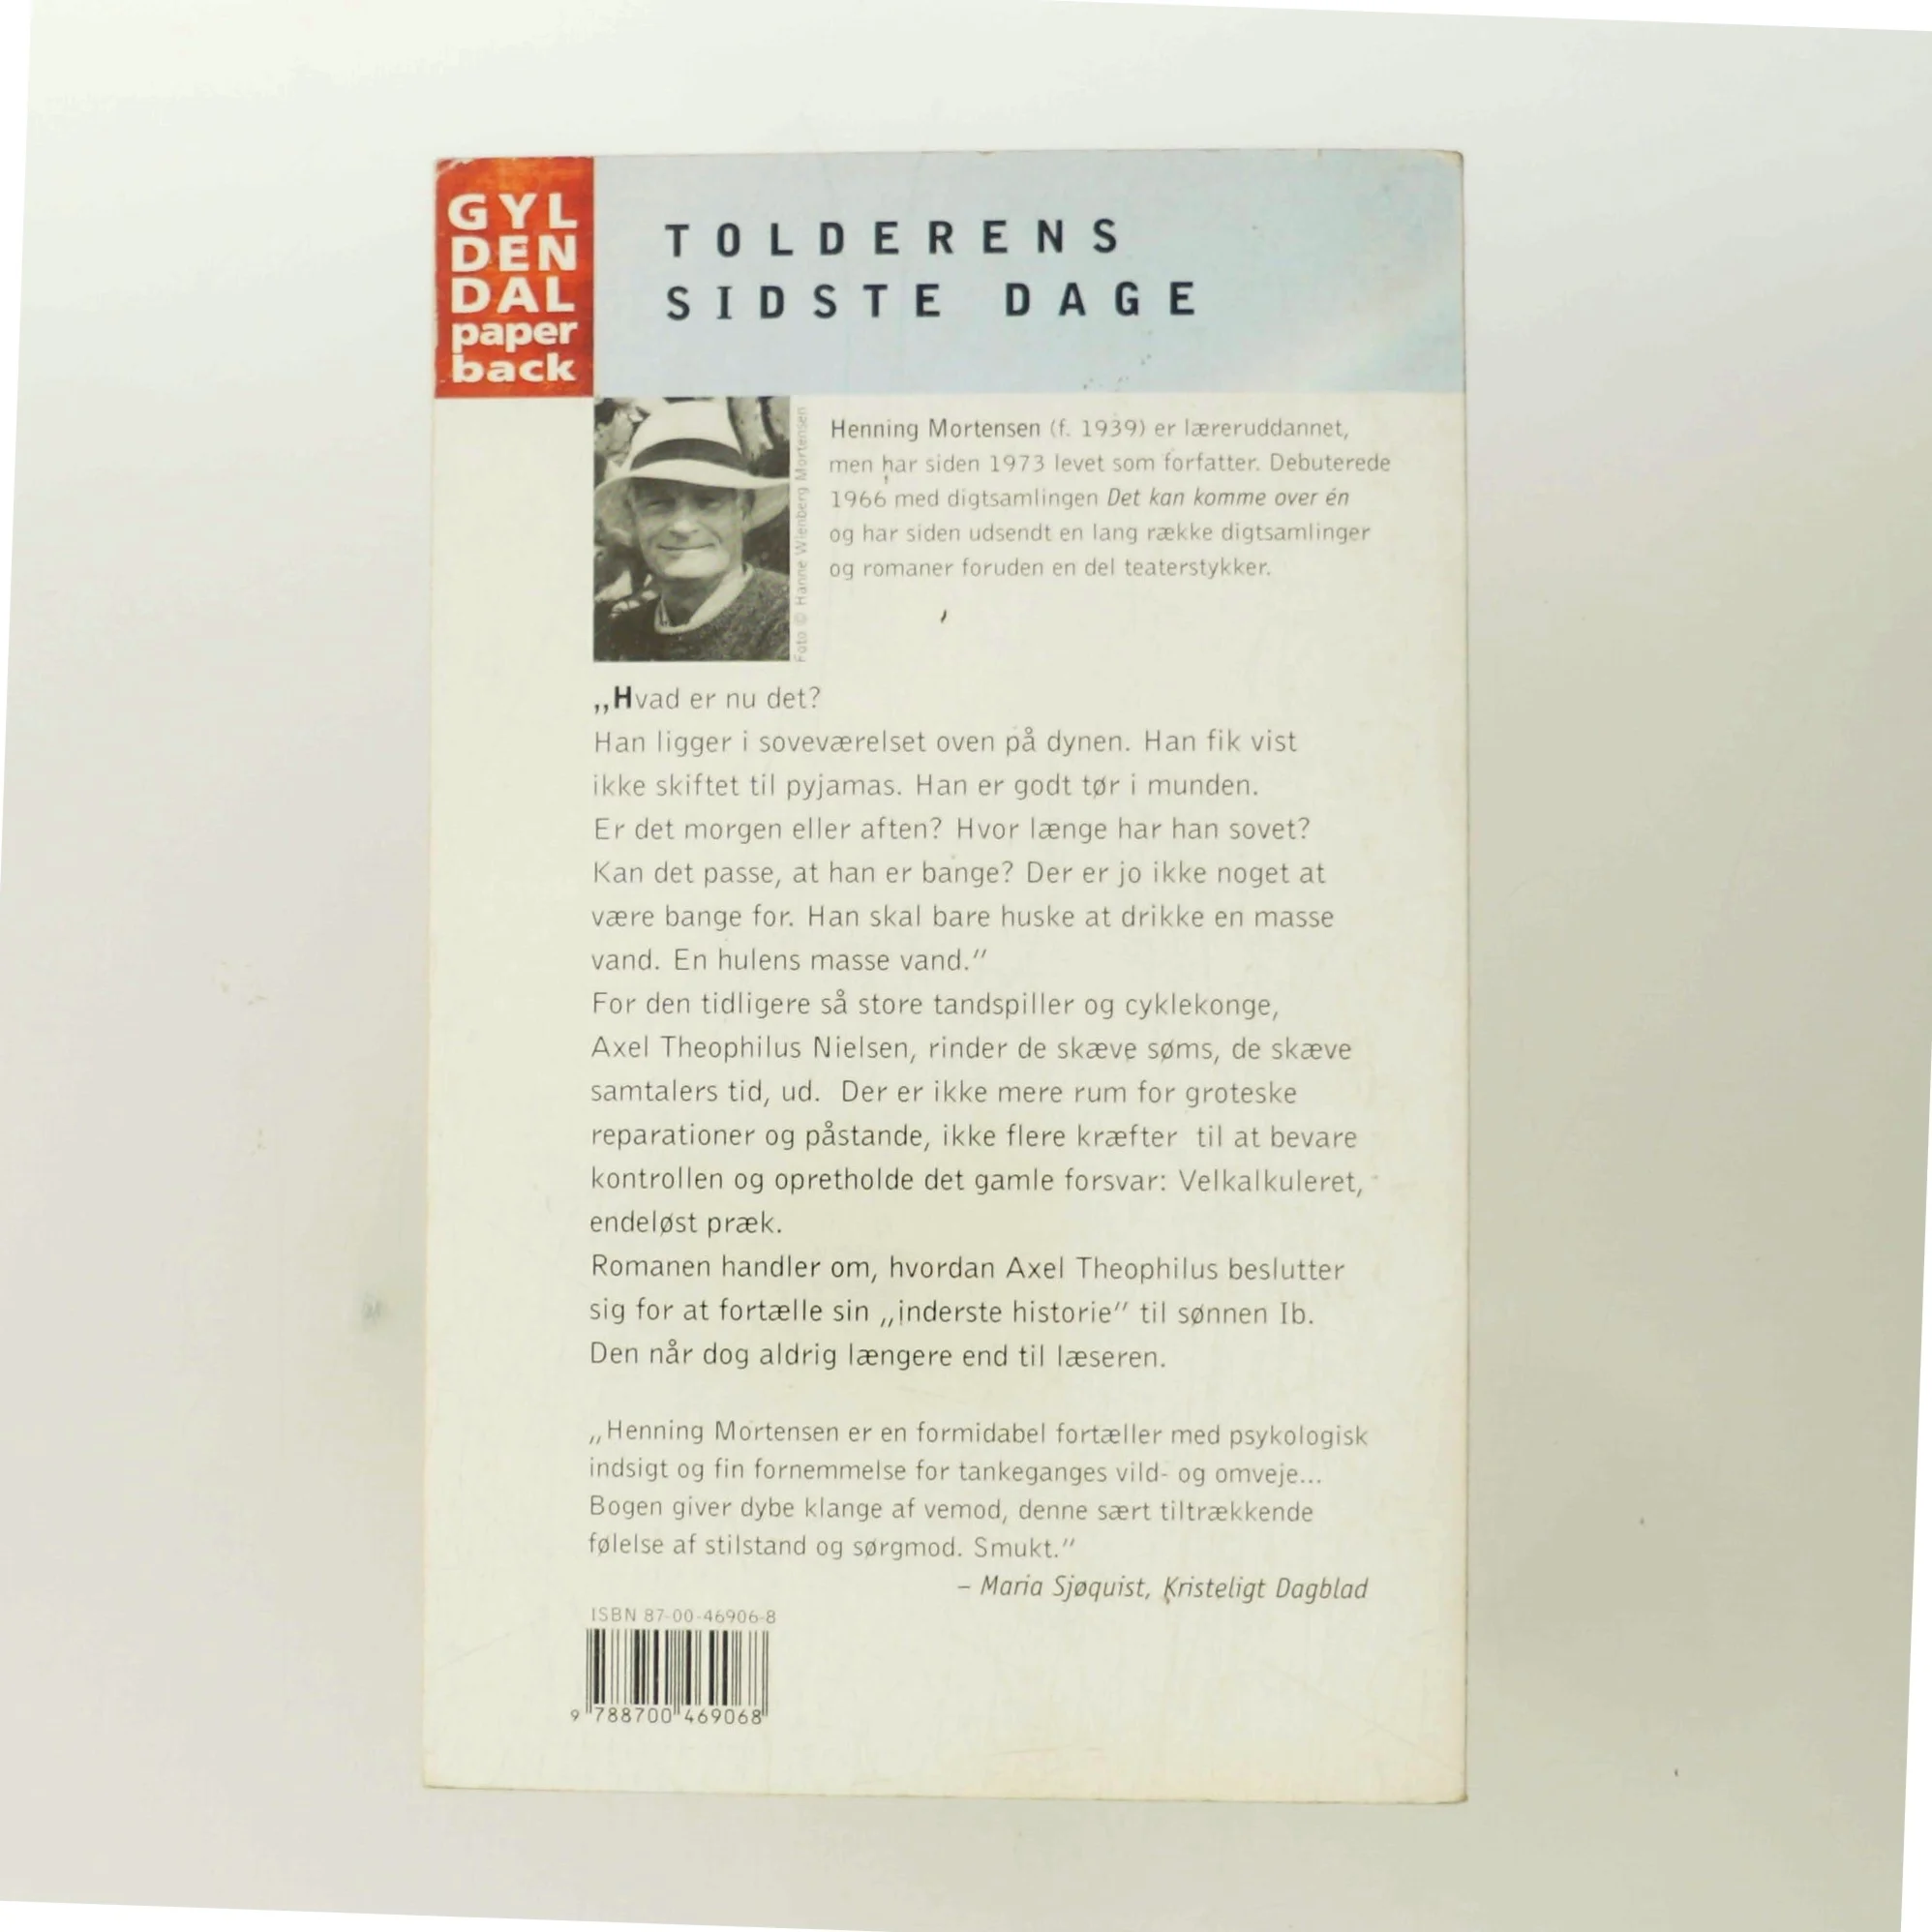 GYL
DEN
DAL
paper
back
TOLDERENS
SIDSTE DAGE
Foto © Hanne Wienberg Mortensen
Henning Mortensen (f. 1939) er læreruddannet,
men har siden 1973 levet som forfatter. Debuterede
1966 med digtsamlingen Det kan komme over én
og har siden udsendt en lang række digtsamlinger
og romaner foruden en del teaterstykker.
„Hvad er nu det?
Han ligger i soveværelset oven på dynen. Han fik vist
ikke skiftet til pyjamas. Han er godt tør i munden.
Er det morgen eller aften? Hvor længe har han sovet?
Kan det passe, at han er bange? Der er jo ikke noget at
være bange for. Han skal bare huske at drikke en masse
vand. En hulens masse vand.”
For den tidligere så store tandspiller og cyklekonge,
Axel Theophilus Nielsen, rinder de skæve søms, de skæve
samtalers tid, ud. Der er ikke mere rum for groteske
reparationer og påstande, ikke flere kræfter til at bevare
kontrollen og opretholde det gamle forsvar: Velkalkuleret,
endeløst præk.
Romanen handler om, hvordan Axel Theophilus beslutter
sig for at fortælle sin „inderste historie” til sønnen Ib.
Den når dog aldrig længere end til læseren.
„Henning Mortensen er en formidabel fortæller med psykologisk
indsigt og fin fornemmelse for tankeganges vild- og omveje...
Bogen giver dybe klange af vemod, denne sært tiltrækkende
følelse af stilstand og sørgmod. Smukt.”
– Maria Sjøquist, Kristeligt Dagblad
ISBN 87-00-46906-8
9 788700 469068